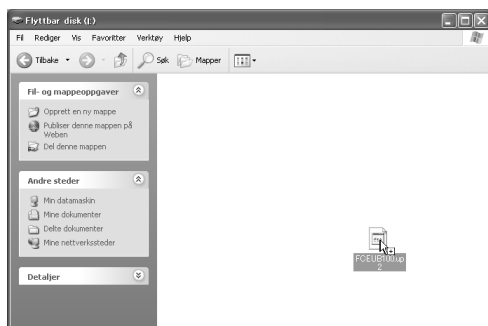 Flyttbar disk (I:)
Fil Rediger Vis Favoritter Verktøy Hjelp
Tilbake Søk Mapper
Fil- og mappeoppgaver
Opprett en ny mappe
Publiser denne mappen på
Weben
Del denne mappen
Andre steder
Min datamaskin
Mine dokumenter
Delte dokumenter
Mine nettverkssteder
Detaljer
FCEUB100.up
2